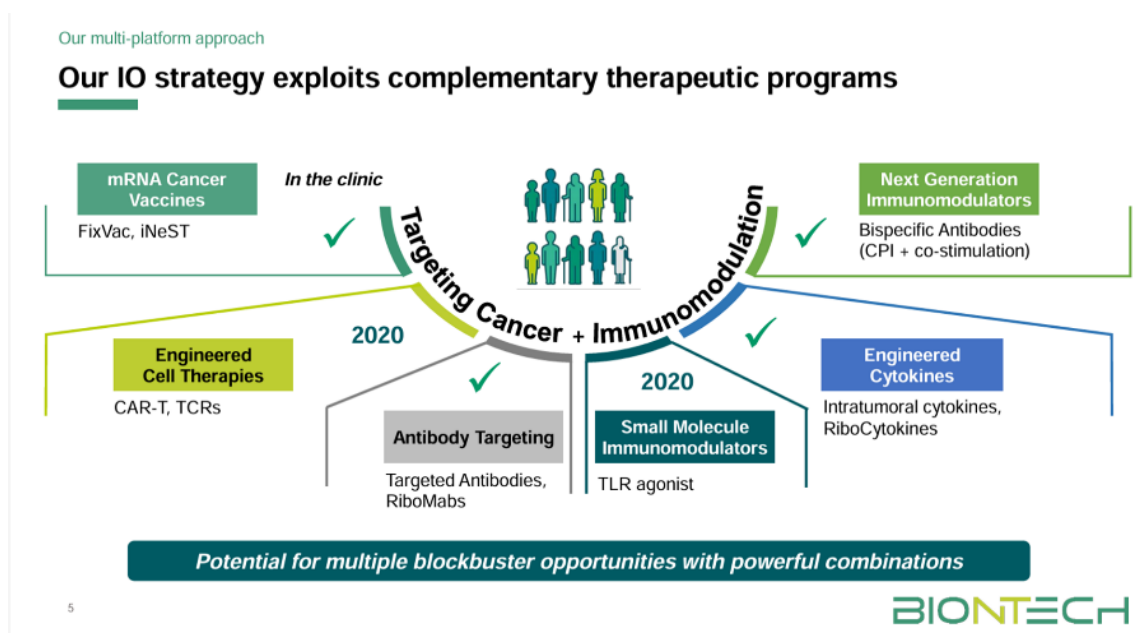 Our multi-platform approach
Our IO strategy exploits complementary therapeutic programs
mRNA Cancer
Vaccines
In the clinic
FixVac, iNeST
Targeting Cancer + Immunomodulation
Next Generation
Immunomodulators
Bispecific Antibodies
(CPI + co-stimulation)
2020
Engineered
Cell Therapies
CAR-T, TCRs
Antibody Targeting
Targeted Antibodies,
RiboMabs
2020
Small Molecule
Immunomodulators
TLR agonist
Engineered
Cytokines
Intratumoral cytokines,
RiboCytokines
Potential for multiple blockbuster opportunities with powerful combinations
5
BIONTECH